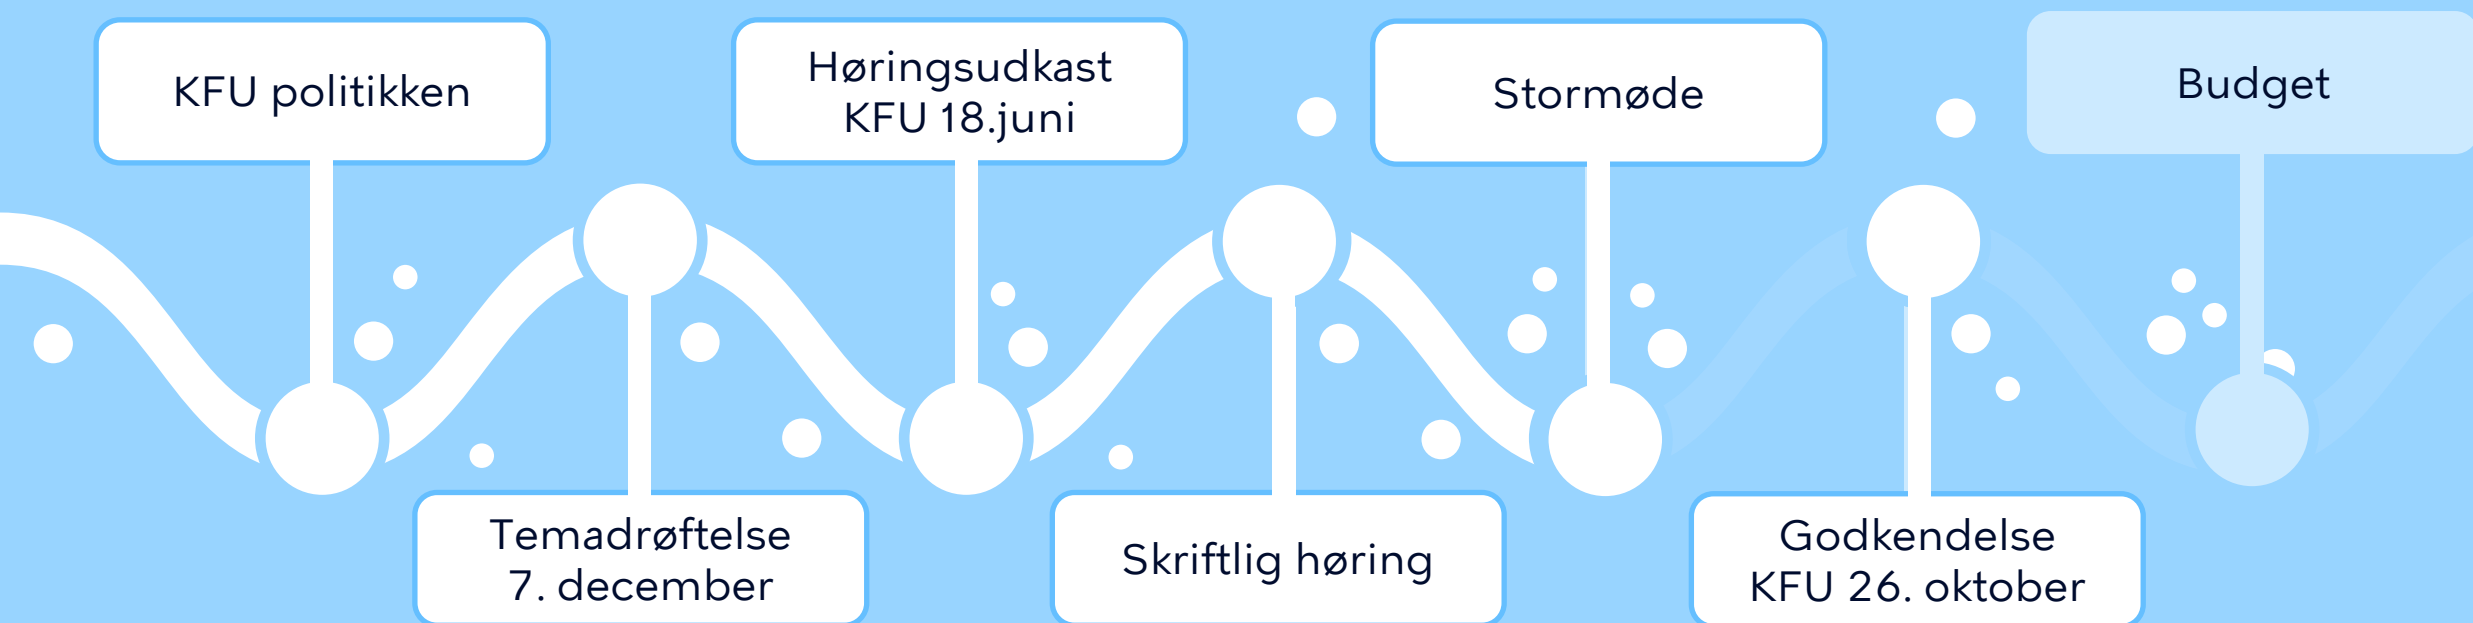 KFU politikken
Temadrøftelse
7. december
Høringsudkast
KFU 18.juni
Skriftlig høring
Stormøde
Godkendelse
KFU 26. oktober
Budget